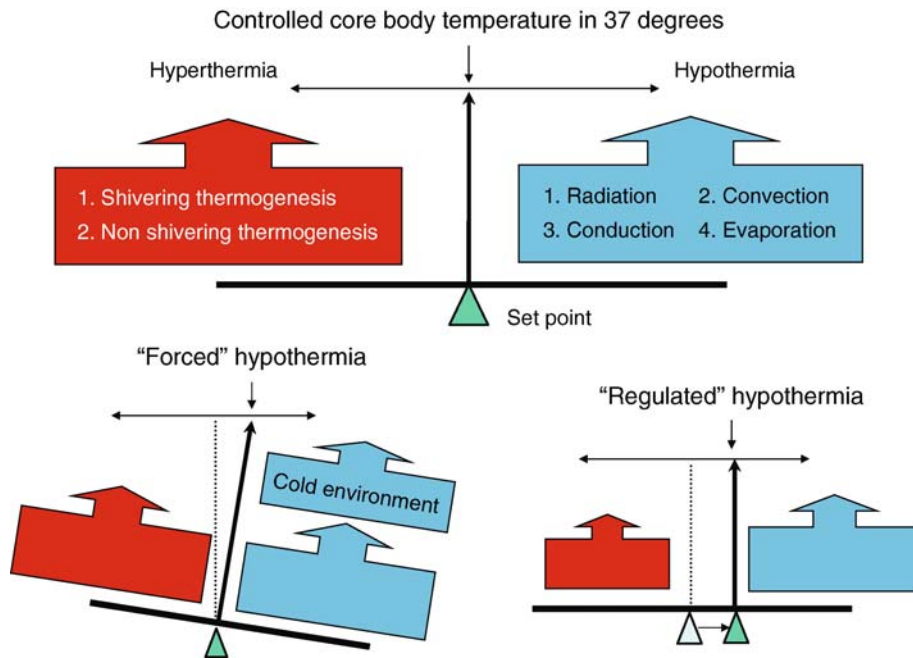 Controlled core body temperature in 37 degrees
Hyperthermia
Hypothermia
1. Shivering thermogenesis
2. Non shivering thermogenesis
1. Radiation 2. Convection
3. Conduction 4. Evaporation
Set point
“Forced” hypothermia
Cold environment
“Regulated” hypothermia